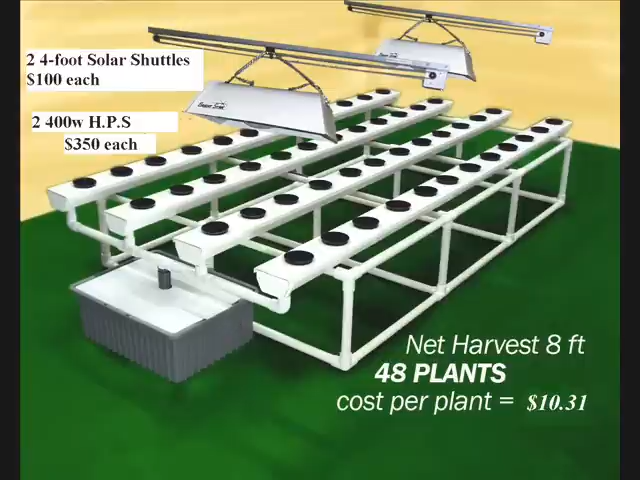 2 4-foot Solar Shuttles
$100 each
2 400w H.P.S
$350 each
Net Harvest 8 ft
48 PLANTS
cost per plant = $10.31